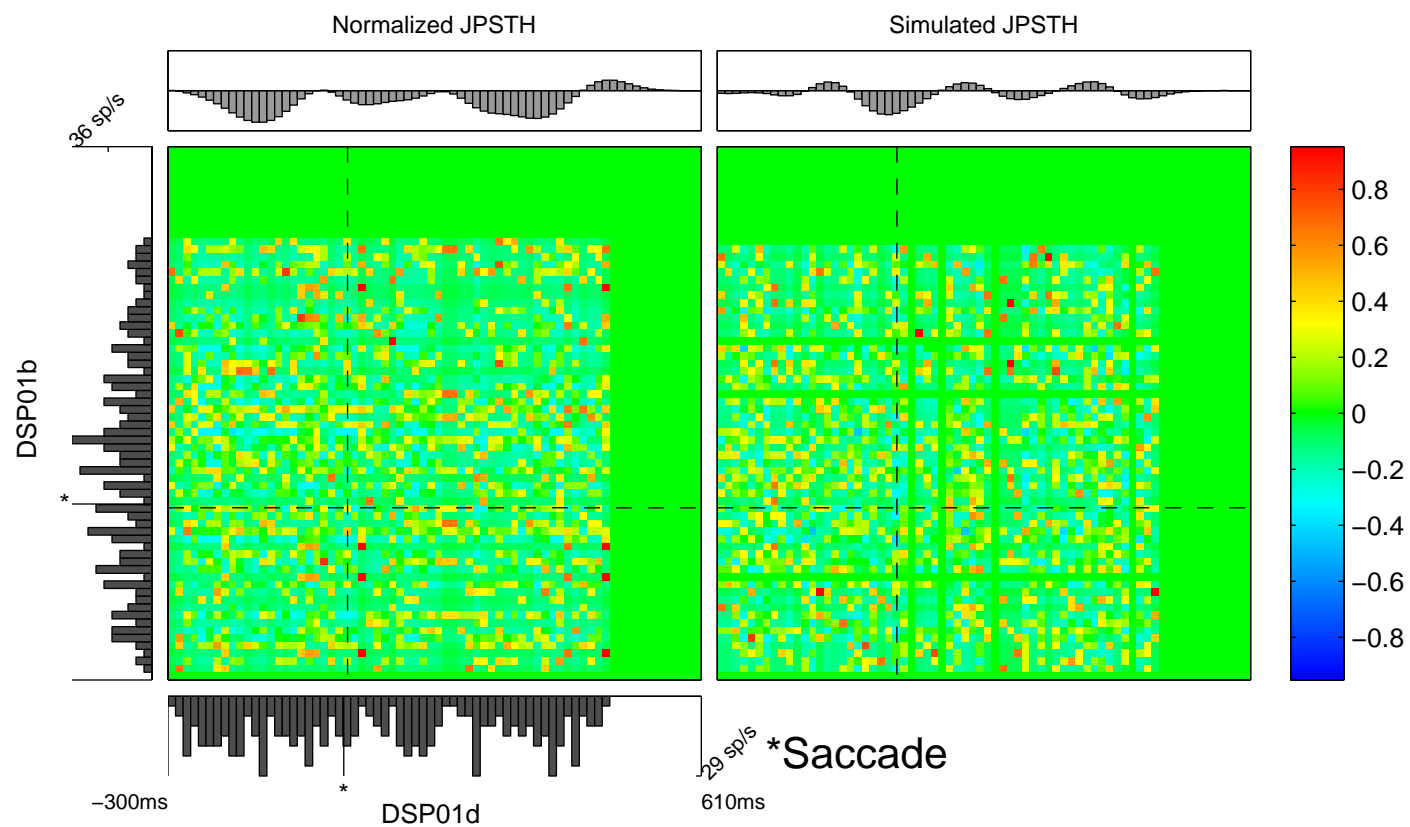 Normalized JPSTH
Simulated JPSTH
36 sp/s
DSP01b
*
0.8
0.6
0.4
0.2
0
−0.2
−0.4
−0.6
−0.8
29 sp/s
*Saccade
*
−300ms
DSP01d
610ms